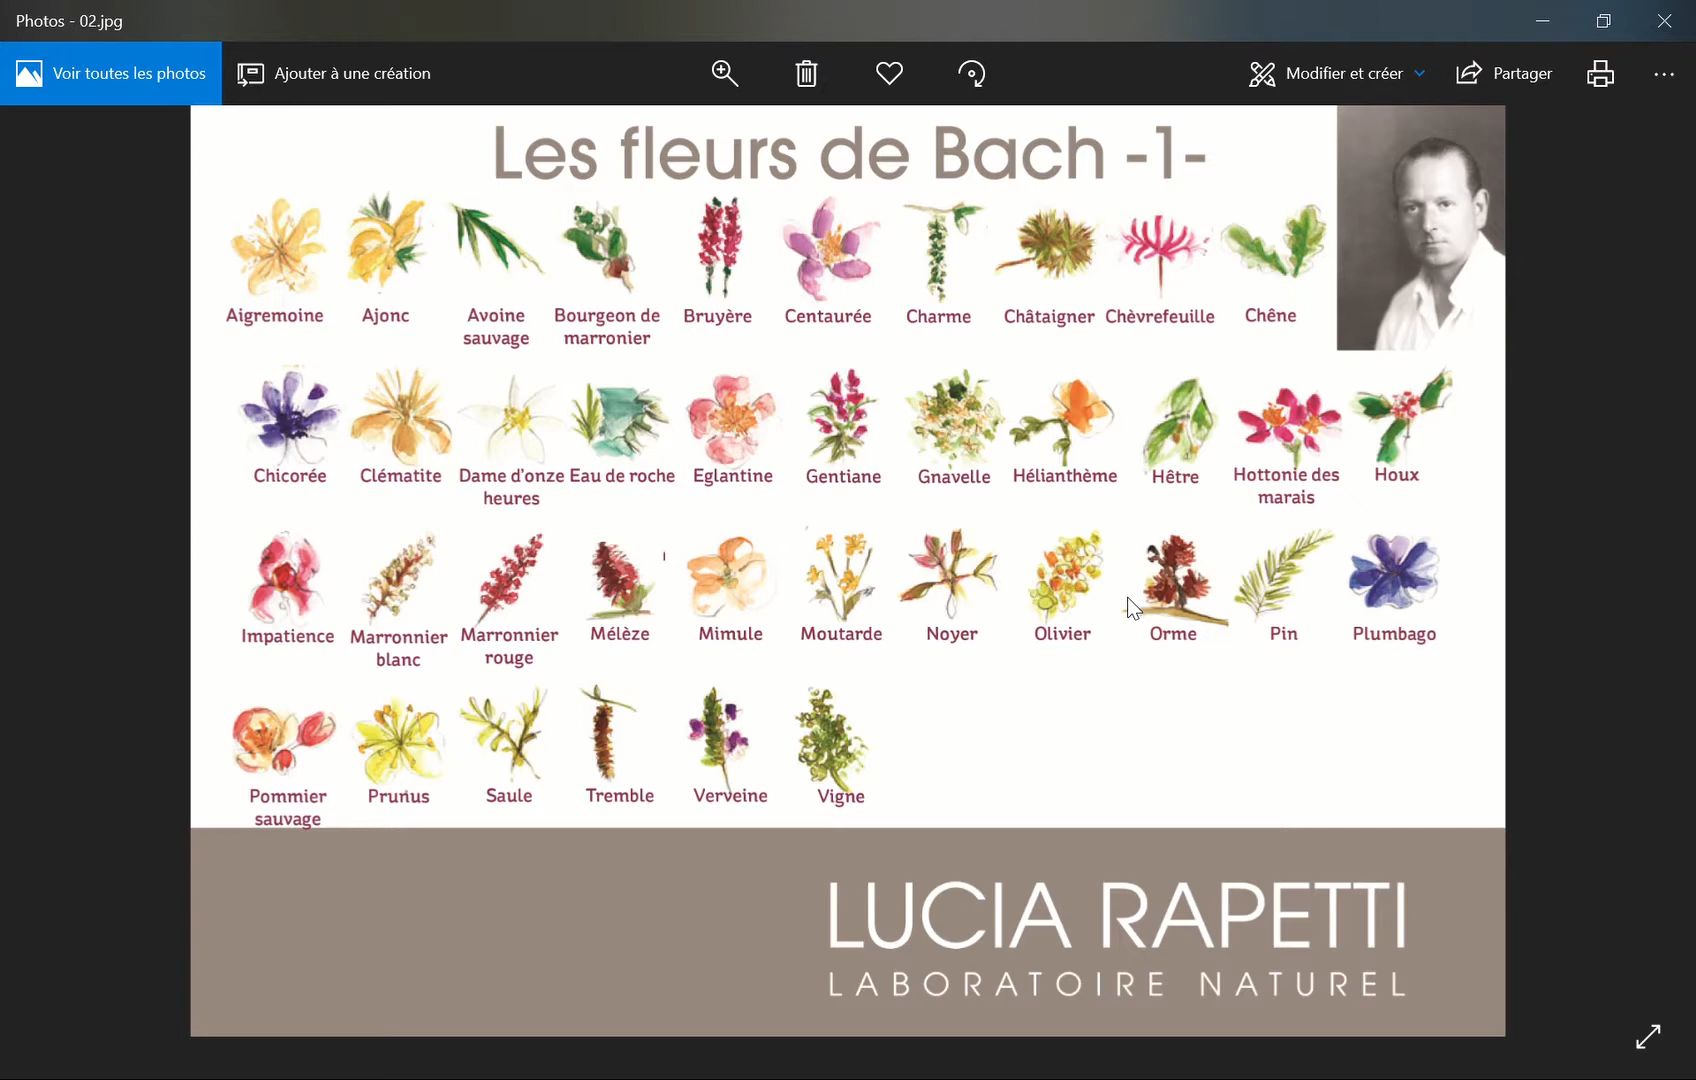 Photos - 02.jpg
Voir toutes les photos
Ajouter à une création
Modifier et créer
Partager
Les fleurs de Bach -1-
Aigremoine
Ajonc
Avoine
sauvage
Bourgeon de
marronier
Bruyère
Centaurée
Charme
Châtaigner
Chèvrefeuille
Chêne
Chicorée
Clématite
Dame d'onze
heures
Eau de roche
Eglantine
Gentiane
Gnavelle
Hélianthème
Hêtre
Hottonie des
marais
Houx
Impatience
Marronnier
blanc
Marronnier
rouge
Mélèze
Mimule
Moutarde
Noyer
Olivier
Orme
Pin
Plumbago
Pommier
sauvage
Prunus
Saule
Tremble
Verveine
Vigne
LUCIA RAPETTI
LABORATOIRE NATUREL